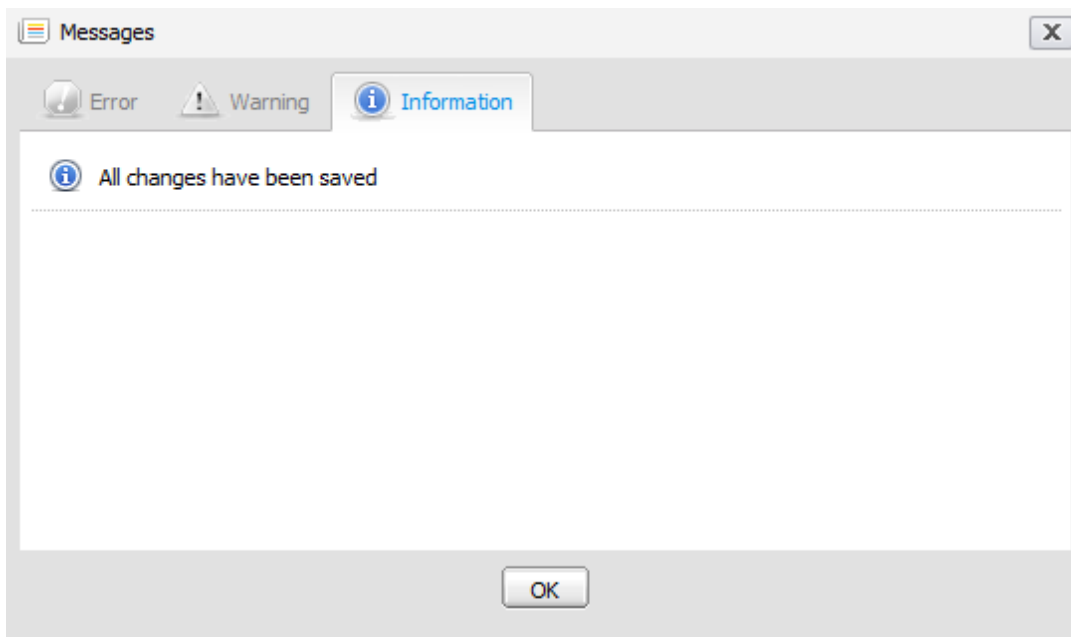 Messages
Error Warning Information
All changes have been saved
OK